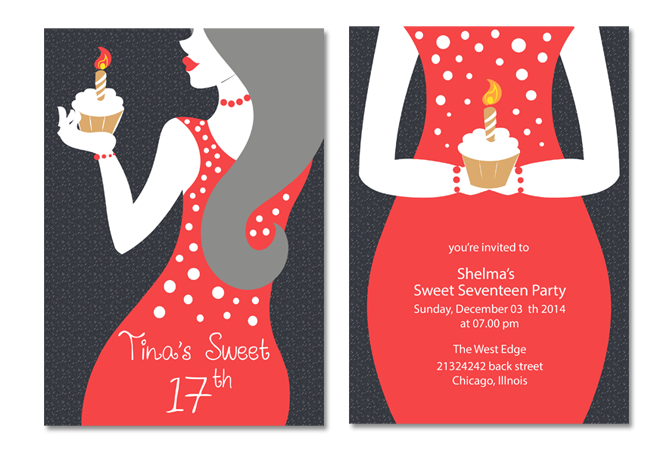 Tina's Sweet
17th
you're invited to
Shelma's
Sweet Seventeen Party
Sunday, December 03 th 2014
at 07.00 pm
The West Edge
21324242 back street
Chicago, Illnois